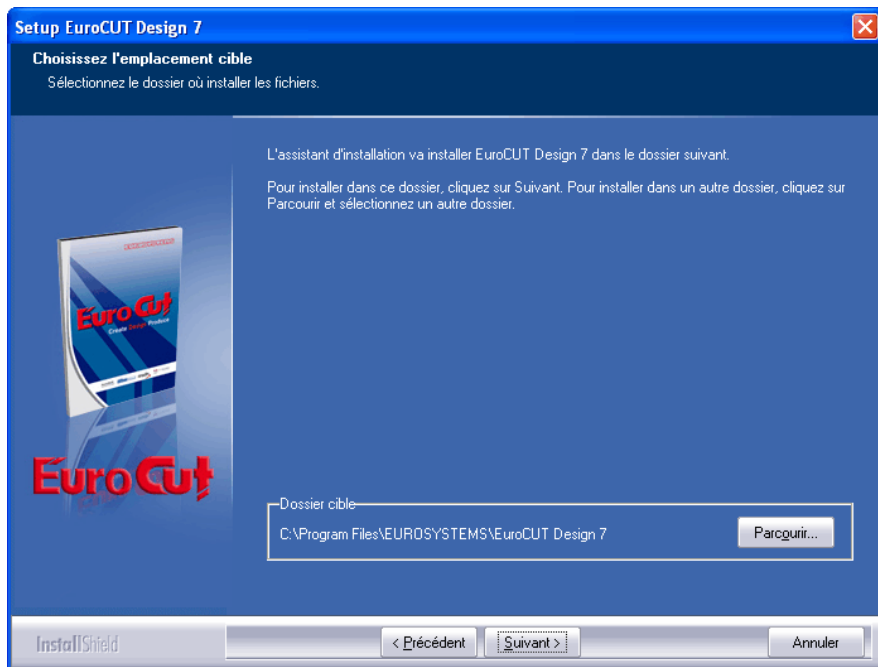 Setup EuroCUT Design 7
Choisissez l'emplacement cible
Sélectionnez le dossier où installer les fichiers.
L'assistant d'installation va installer EuroCUT Design 7 dans le dossier suivant.
Pour installer dans ce dossier, cliquez sur Suivant. Pour installer dans un autre dossier, cliquez sur
Parcourir et sélectionnez un autre dossier.
Euro Cut
Create Design Produce
Euro Cut
Dossier cible
C:\Program Files\EUROSYSTEMS\EuroCUT Design 7
Parcourir...
InstallShield
< Précédent
Suivant >
Annuler